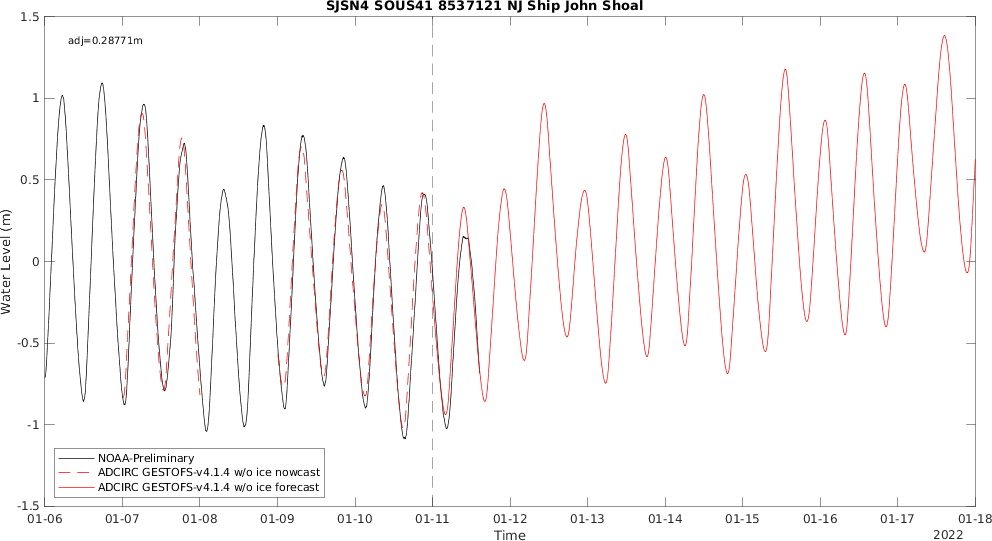 SJSN4 SOUS41 8537121 NJ Ship John Shoal
adj=0.28771m
Water Level (m)
1.5
1
0.5
0
-0.5
-1
-1.5
NOAA-Preliminary
ADCIRC GESTOFS-v4.1.4 w/o ice nowcast
ADCIRC GESTOFS-v4.1.4 w/o ice forecast
01-06 01-07 01-08 01-09 01-10 01-11 01-12 01-13 01-14 01-15 01-16 01-17 01-18
Time
2022